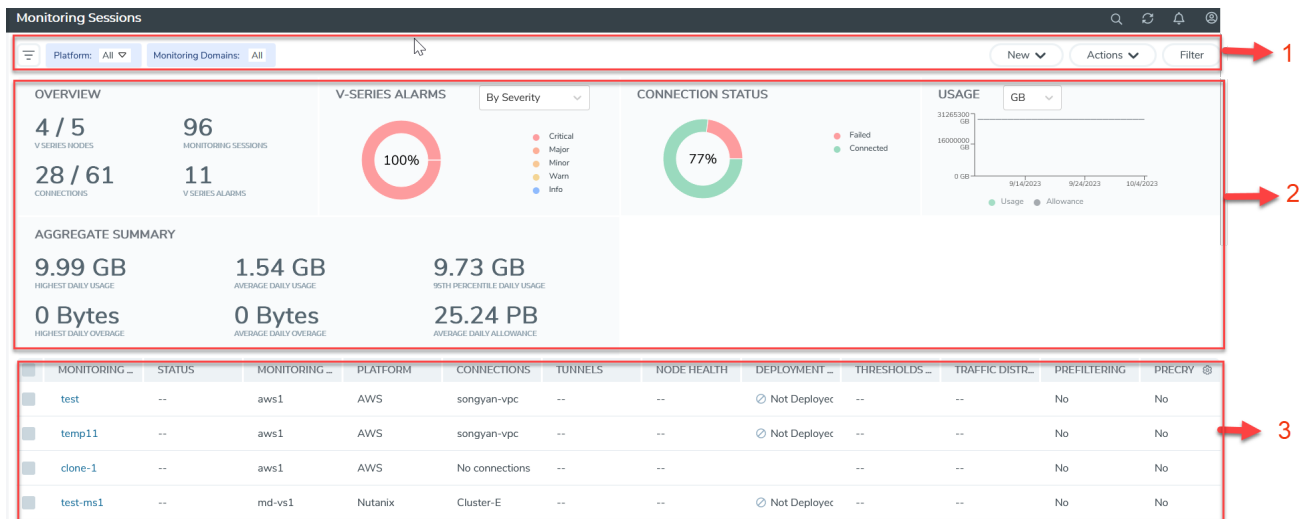 Monitoring Sessions
Platform: All Monitoring Domains: All New Actions Filter
1
OVERVIEW
4 / 5 96
V SERIES NODES MONITORING SESSIONS
28 / 61 11
CONNECTIONS V SERIES ALARMS
V-SERIES ALARMS By Severity
100%
Critical
Major
Minor
Warn
Info
CONNECTION STATUS
77%
Failed
Connected
USAGE GB
31265300
GB
16000000
GB
0 GB
9/14/2023 9/24/2023 10/4/2023
Usage Allowance
2
AGGREGATE SUMMARY
9.99 GB 1.54 GB 9.73 GB
HIGHEST DAILY USAGE AVERAGE DAILY USAGE 95TH PERCENTILE DAILY USAGE
0 Bytes 0 Bytes 25.24 PB
HIGHEST DAILY OVERAGE AVERAGE DAILY OVERAGE AVERAGE DAILY ALLOWANCE
MONITORING ... STATUS MONITORING ... PLATFORM CONNECTIONS TUNNELS NODE HEALTH DEPLOYMENT ... THRESHOLDS ... TRAFFIC DISTR... PREFILTERING PRECRY
test -- aws1 AWS songyan-vpc -- -- Not Deployec -- -- No No
temp11 -- aws1 AWS songyan-vpc -- -- Not Deployec -- -- No No
3
clone-1 -- aws1 AWS No connections -- -- -- -- No No
test-ms1 -- md-vs1 Nutanix Cluster-E -- -- Not Deployec -- -- No No